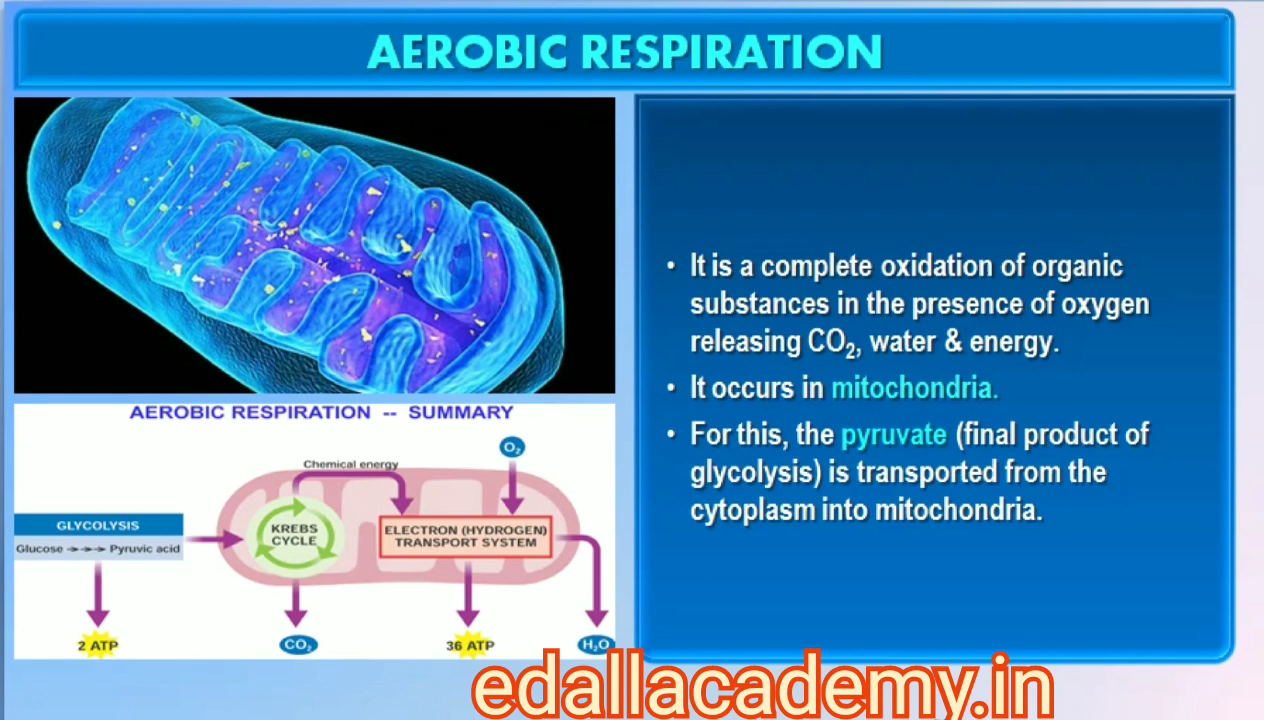 AEROBIC RESPIRATION
AEROBIC RESPIRATION -- SUMMARY
Chemical energy
O₂
GLYCOLYSIS
Glucose →→→ Pyruvic acid
KREBS
CYCLE
ELECTRON (HYDROGEN)
TRANSPORT SYSTEM
2 ATP
CO₂
36 ATP
H₂O
• It is a complete oxidation of organic
substances in the presence of oxygen
releasing CO₂, water & energy.
• It occurs in mitochondria.
• For this, the pyruvate (final product of
glycolysis) is transported from the
cytoplasm into mitochondria.
edallacademy.in